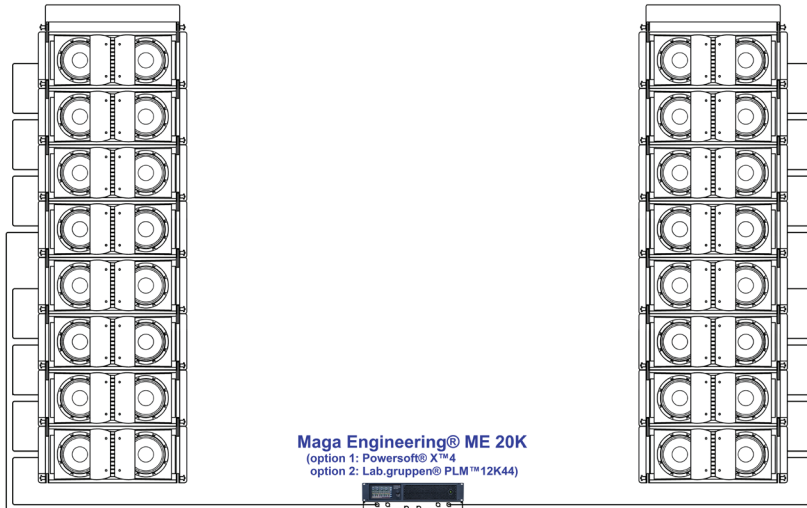 Maga Engineering® ME 20K
(option 1: Powersoft® X™4
option 2: Lab.gruppen® PLM™12K44)